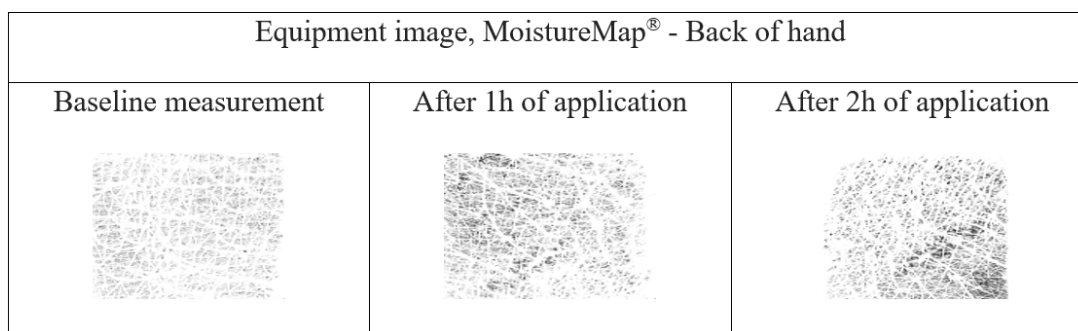 Equipment image, MoistureMap® - Back of hand
Baseline measurement
After 1h of application
After 2h of application